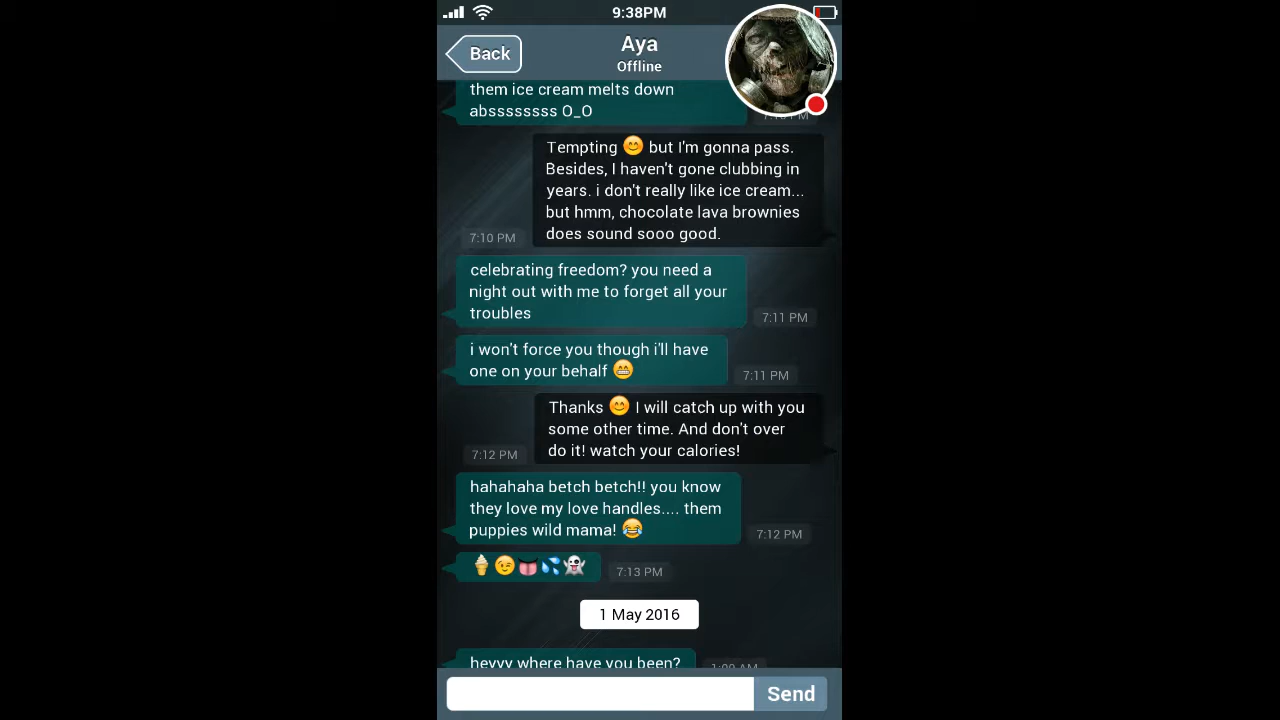 9:38PM
Back
Aya
Offline
them ice cream melts down
abssssssss O_O
Tempting 😊 but I'm gonna pass.
Besides, I haven't gone clubbing in
years. i don't really like ice cream...
but hmm, chocolate lava brownies
does sound sooo good.
7:10 PM
celebrating freedom? you need a
night out with me to forget all your
troubles
7:11 PM
i won't force you though i'll have
one on your behalf 😁
7:11 PM
Thanks 😊 I will catch up with you
some other time. And don't over
do it! watch your calories!
7:12 PM
hahahaha betch betch!! you know
they love my love handles.... them
puppies wild mama! 😂
7:12 PM
🍦😉👅💦👻
7:13 PM
1 May 2016
heyyy where have you been?
1:00 AM
Send